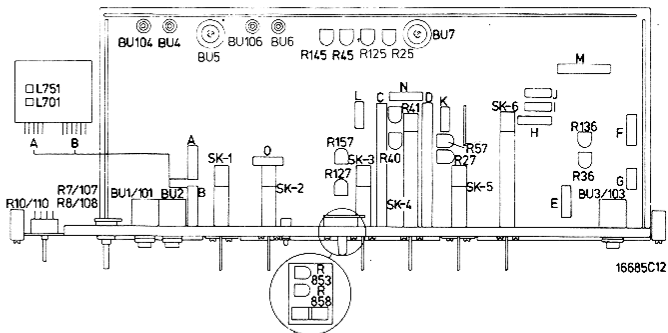 BU104 BU4 BU5 BU106 BU6 R145 R45 R125 R25 BU7
M
L751
L701
A B
L C N R41 D K SK-6 J
I
H
F
A O R157 SK-3 R40 R57 R136
SK-1 R27
R127 SK-2 SK-5 R36
G
R7/107 BU1/101 BU2 B SK-4 E BU3/103
R10/110 R8/108
R
853
R
858
16685C12